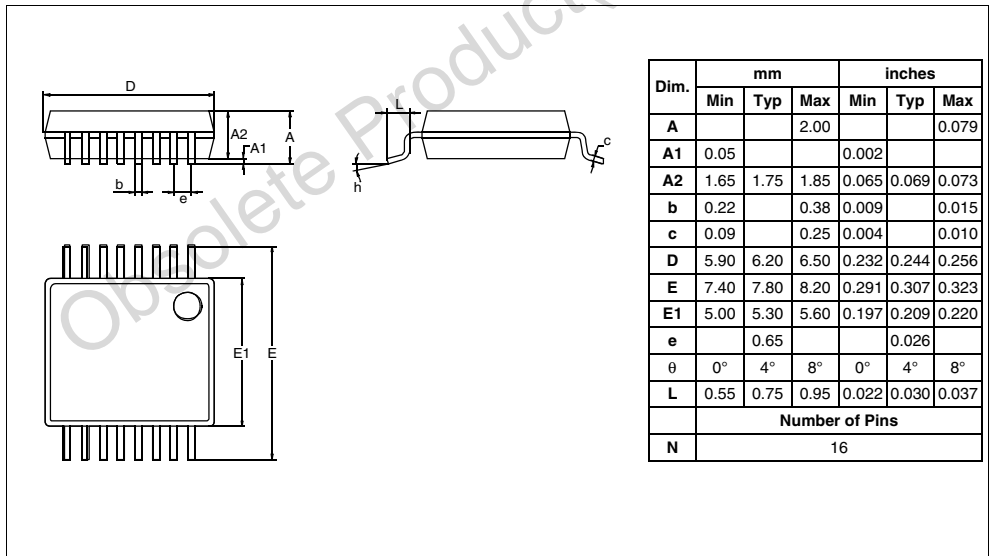 Obsolete Product(
D
A2
A
A1
b
e
L
c
h
E1
E
Dim. mm inches
Min Typ Max Min Typ Max
A 2.00 0.079
A1 0.05 0.002
A2 1.65 1.75 1.85 0.065 0.069 0.073
b 0.22 0.38 0.009 0.015
c 0.09 0.25 0.004 0.010
D 5.90 6.20 6.50 0.232 0.244 0.256
E 7.40 7.80 8.20 0.291 0.307 0.323
E1 5.00 5.30 5.60 0.197 0.209 0.220
e 0.65 0.026
θ 0° 4° 8° 0° 4° 8°
L 0.55 0.75 0.95 0.022 0.030 0.037
Number of Pins
N 16